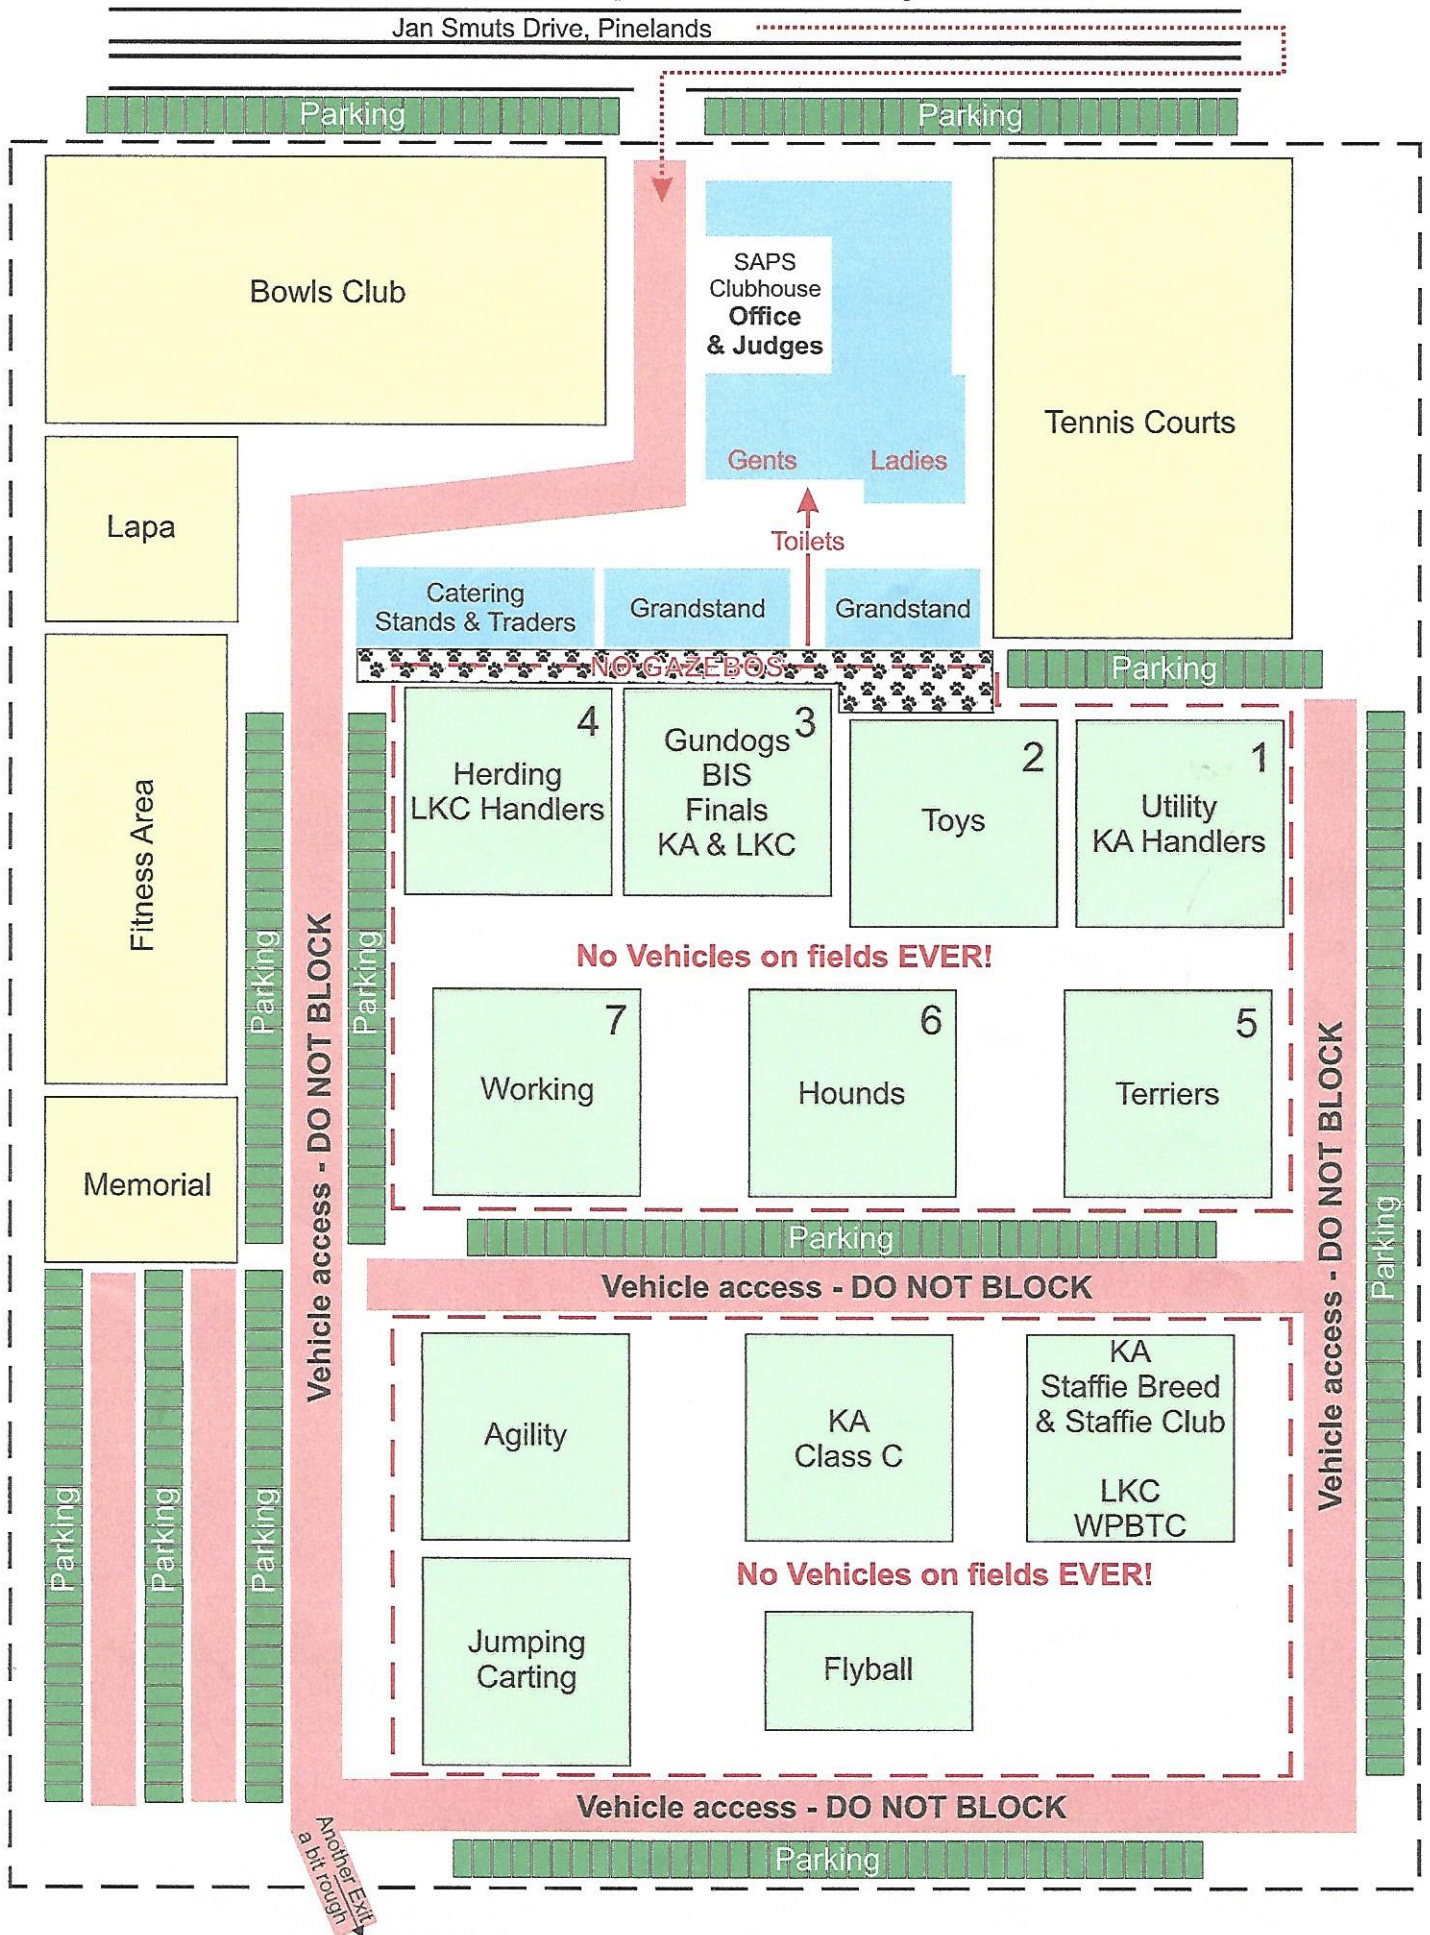 Jan Smuts Drive, Pinelands
Parking
Parking
Bowls Club
SAPS
Clubhouse
Office
& Judges
Tennis Courts
Gents
Ladies
Lapa
Toilets
Catering
Stands & Traders
Grandstand
Grandstand
NO GAZEBOS
Parking
4
Herding
LKC Handlers
3
Gundogs
BIS
Finals
KA & LKC
2
Toys
1
Utility
KA Handlers
Fitness Area
Parking
Vehicle access - DO NOT BLOCK
Parking
No Vehicles on fields EVER!
7
Working
6
Hounds
5
Terriers
Vehicle access - DO NOT BLOCK
Parking
Memorial
Parking
Vehicle access - DO NOT BLOCK
Agility
KA
Class C
KA
Staffie Breed
& Staffie Club
LKC
WPBTC
Parking
Parking
Parking
No Vehicles on fields EVER!
Jumping
Carting
Flyball
Vehicle access - DO NOT BLOCK
Another Exit
a bit rough
Parking